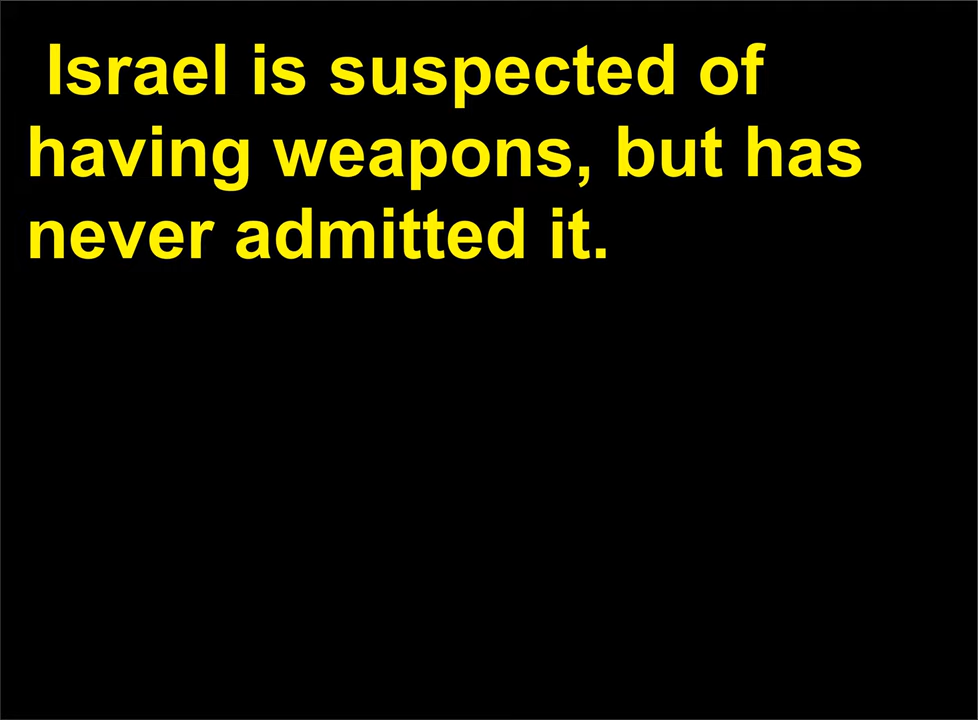 Israel is suspected of
having weapons, but has
never admitted it.